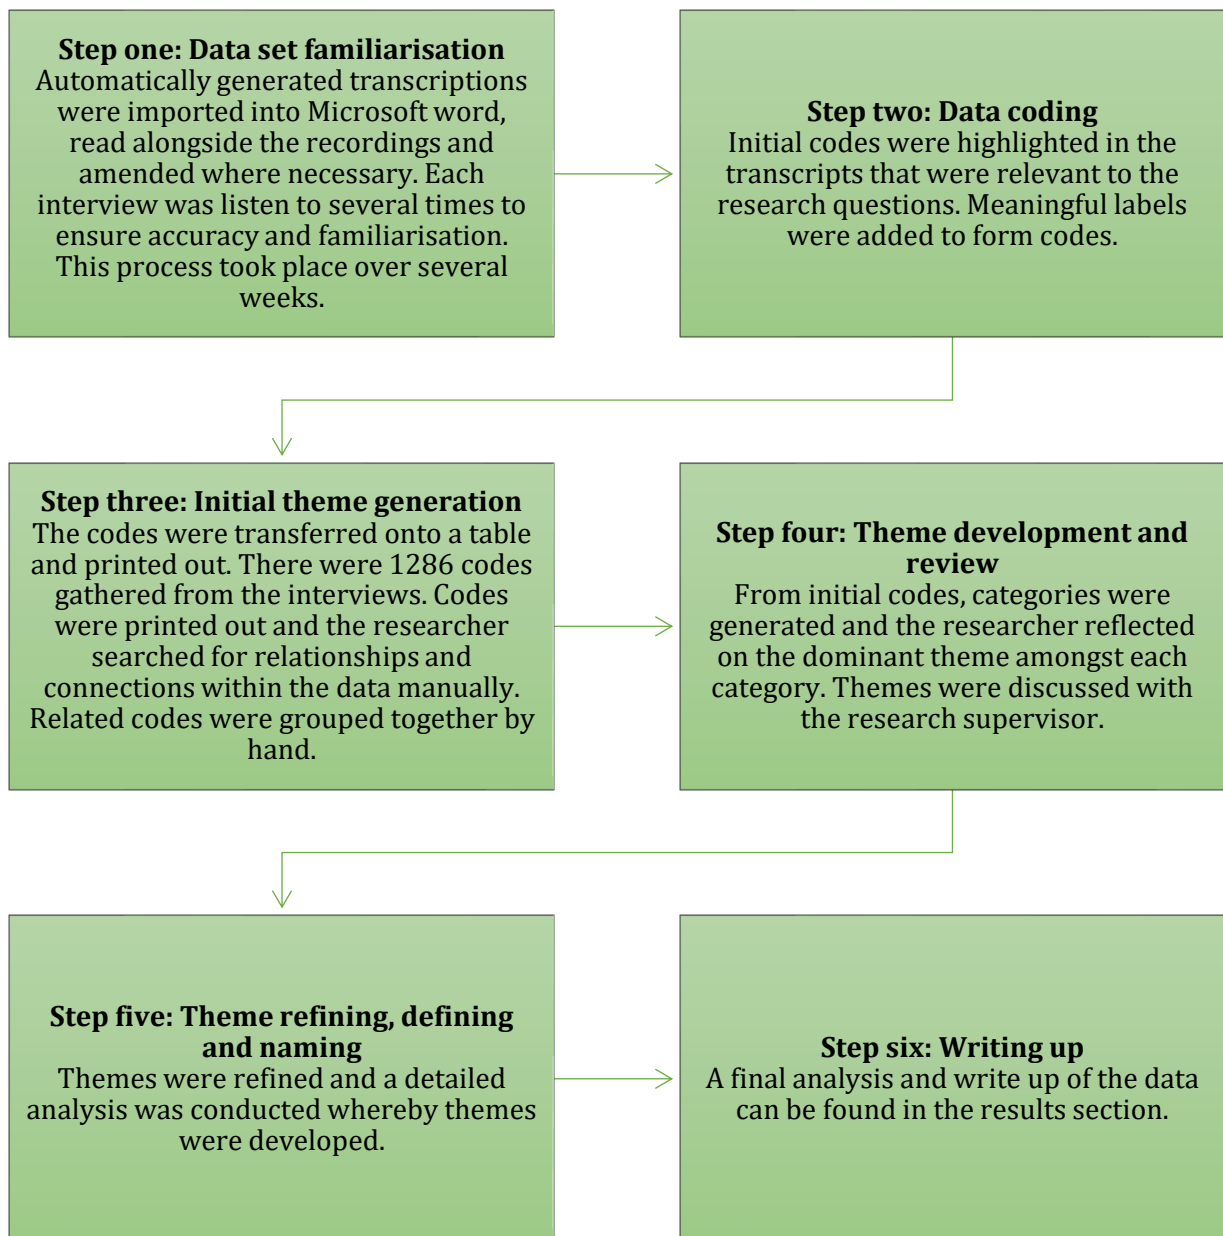 Step one: Data set familiarisation
Automatically generated transcriptions
were imported into Microsoft word,
read alongside the recordings and
amended where necessary. Each
interview was listen to several times to
ensure accuracy and familiarisation.
This process took place over several
weeks.
Step two: Data coding
Initial codes were highlighted in the
transcripts that were relevant to the
research questions. Meaningful labels
were added to form codes.
Step three: Initial theme generation
The codes were transferred onto a table
and printed out. There were 1286 codes
gathered from the interviews. Codes
were printed out and the researcher
searched for relationships and
connections within the data manually.
Related codes were grouped together by
hand.
Step four: Theme development and
review
From initial codes, categories were
generated and the researcher reflected
on the dominant theme amongst each
category. Themes were discussed with
the research supervisor.
Step five: Theme refining, defining
and naming
Themes were refined and a detailed
analysis was conducted whereby themes
were developed.
Step six: Writing up
A final analysis and write up of the data
can be found in the results section.